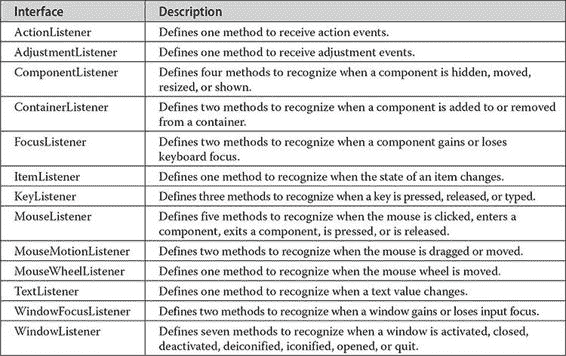 Interface Description
ActionListener Defines one method to receive action events.
AdjustmentListener Defines one method to receive adjustment events.
ComponentListener Defines four methods to recognize when a component is hidden, moved,
resized, or shown.
ContainerListener Defines two methods to recognize when a component is added to or removed
from a container.
FocusListener Defines two methods to recognize when a component gains or loses
keyboard focus.
ItemListener Defines one method to recognize when the state of an item changes.
KeyListener Defines three methods to recognize when a key is pressed, released, or typed.
MouseListener Defines five methods to recognize when the mouse is clicked, enters a
component, exits a component, is pressed, or is released.
MouseMotionListener Defines two methods to recognize when the mouse is dragged or moved.
MouseWheelListener Defines one method to recognize when the mouse wheel is moved.
TextListener Defines one method to recognize when a text value changes.
WindowFocusListener Defines two methods to recognize when a window gains or loses input focus.
WindowListener Defines seven methods to recognize when a window is activated, closed,
deactivated, deiconified, iconified, opened, or quit.